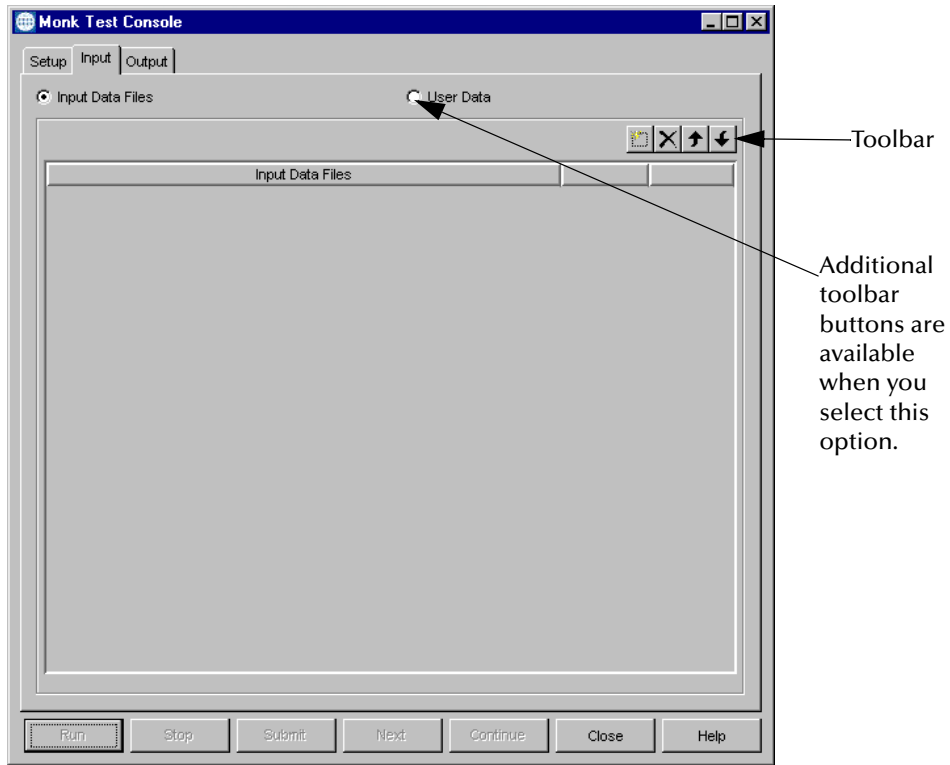 Monk Test Console
Setup Input Output
Input Data Files User Data
Toolbar
Input Data Files
Additional
toolbar
buttons are
available
when you
select this
option.
Run Stop Submit Next Continue Close Help